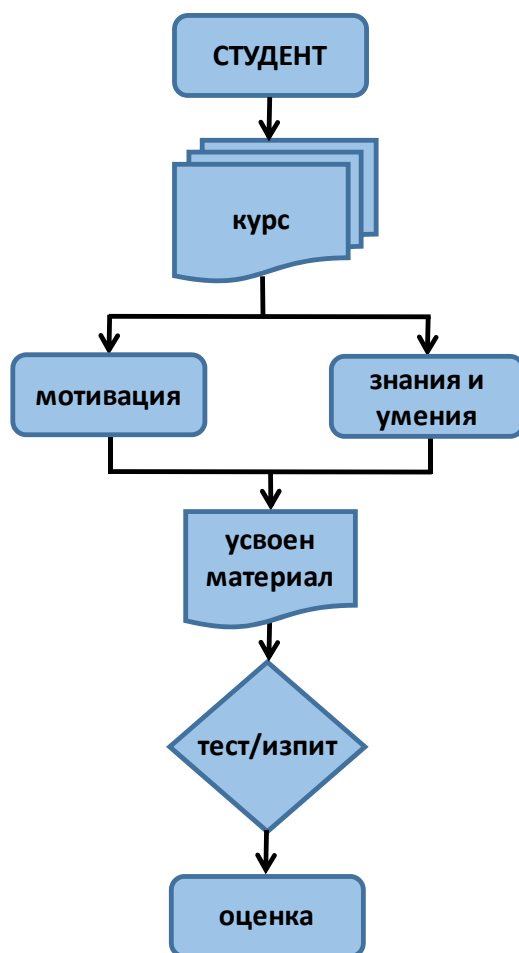 СТУДЕНТ
курс
мотивация
знания и
умения
усвоен
материал
тест/изпит
оценка